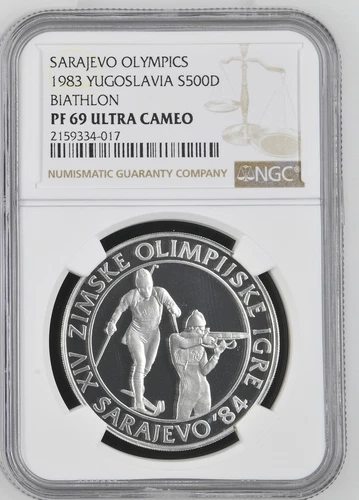 SARAJEVO OLYMPICS
1983 YUGOSLAVIA S500D
BIATHLON
PF 69 ULTRA CAMEO
2159334-017
NUMISMATIC GUARANTY COMPANY
NGC
XIV ZIMSKE OLIMPIJSKE IGRE
SARAJEVO '84